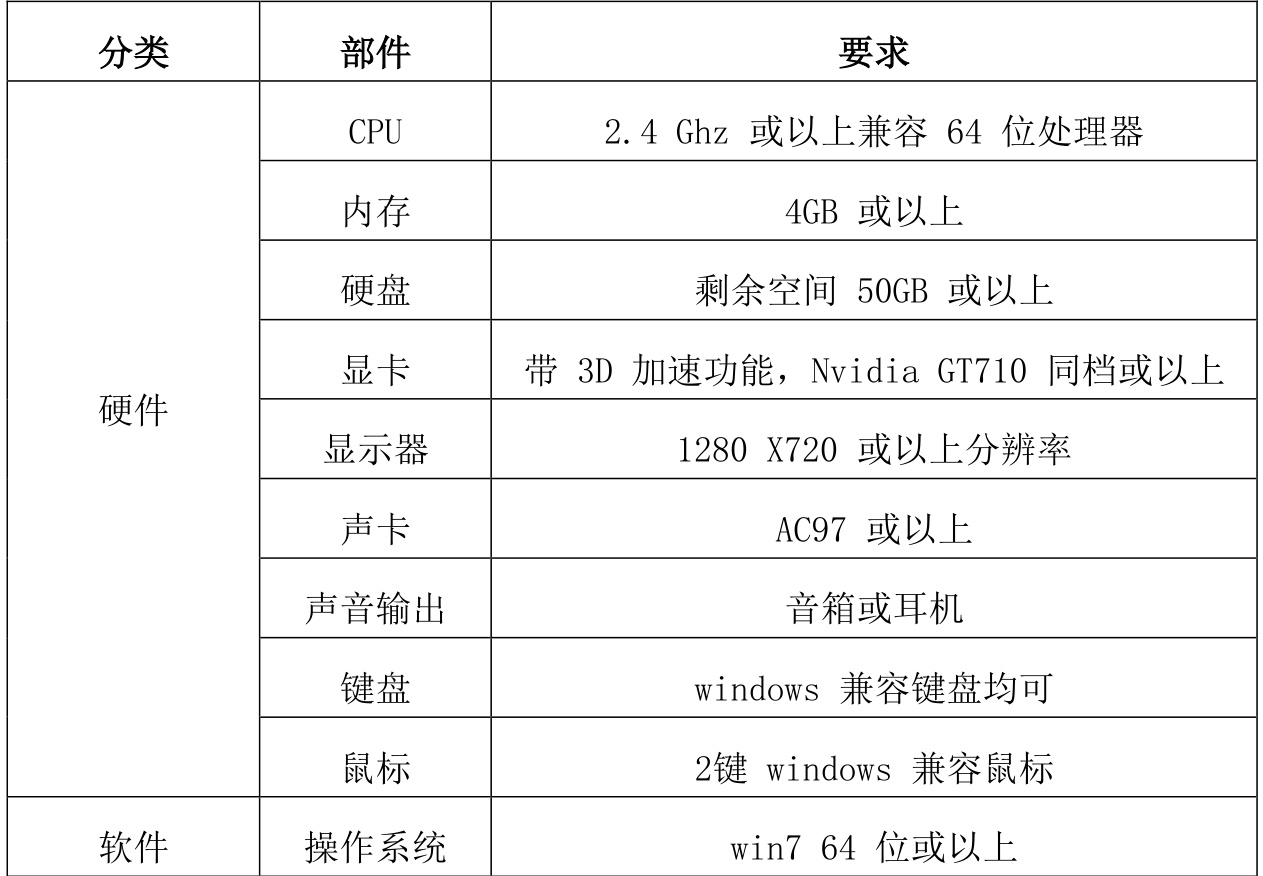 分类 部件 要求
硬件
CPU 2.4 Ghz 或以上兼容 64 位处理器
内存 4GB 或以上
硬盘 剩余空间 50GB 或以上
显卡 带 3D 加速功能，Nvidia GT710 同档或以上
显示器 1280 X720 或以上分辨率
声卡 AC97 或以上
声音输出 音箱或耳机
键盘 windows 兼容键盘均可
鼠标 2键 windows 兼容鼠标
软件 操作系统 win7 64 位或以上